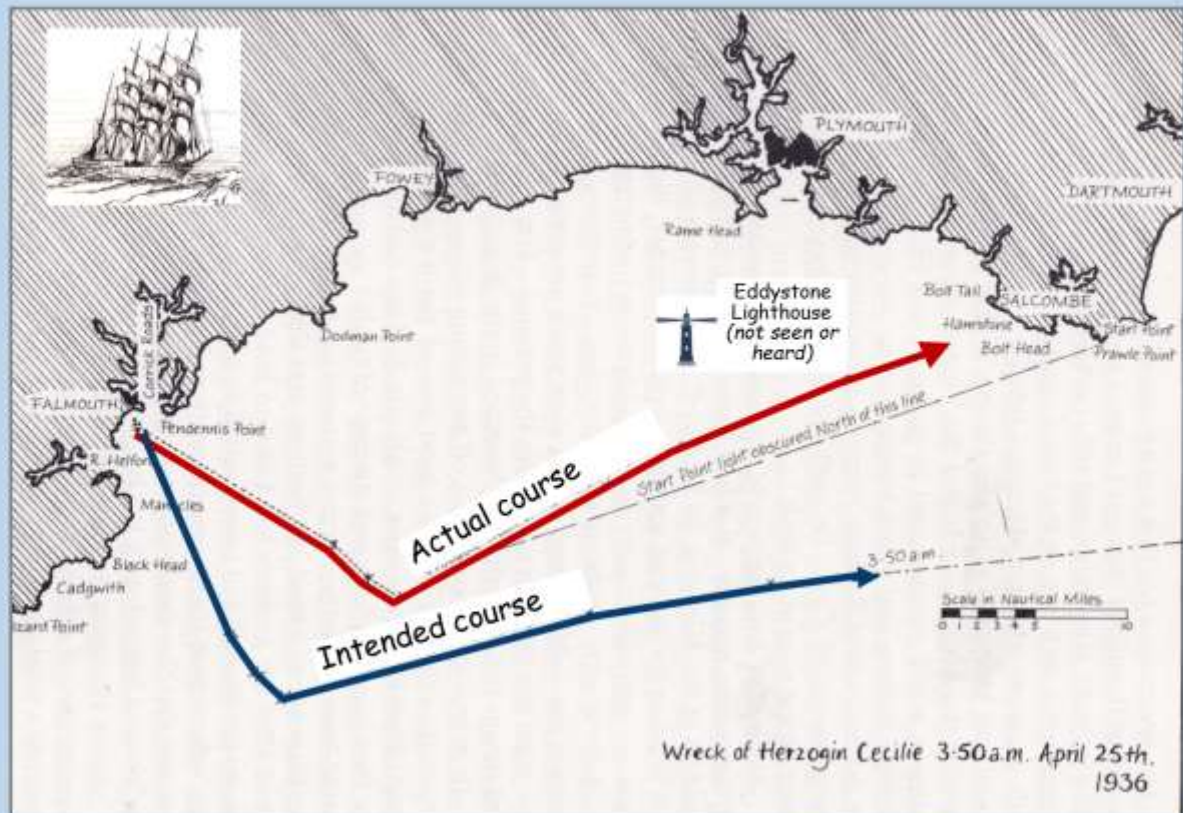 PLYMOUTH
FOWEY
DARTMOUTH
Rame Head
Eddystone
Lighthouse
(not seen or
heard)
Bolt Tail
SALCOMBE
Hamstone
Start Point
Bolt Head
Prawle Point
Dodman Point
Carrick Roads
FALMOUTH
Pendennis Point
R. Helford
Manacles
Black Head
Cadgwith
izard Point
Actual course
Start Point light obscured North of this line
Intended course
3·50 a.m.
Scale in Nautical Miles
0 1 2 3 4 5 10
Wreck of Herzogin Cecilie 3·50a.m. April 25th.
1936